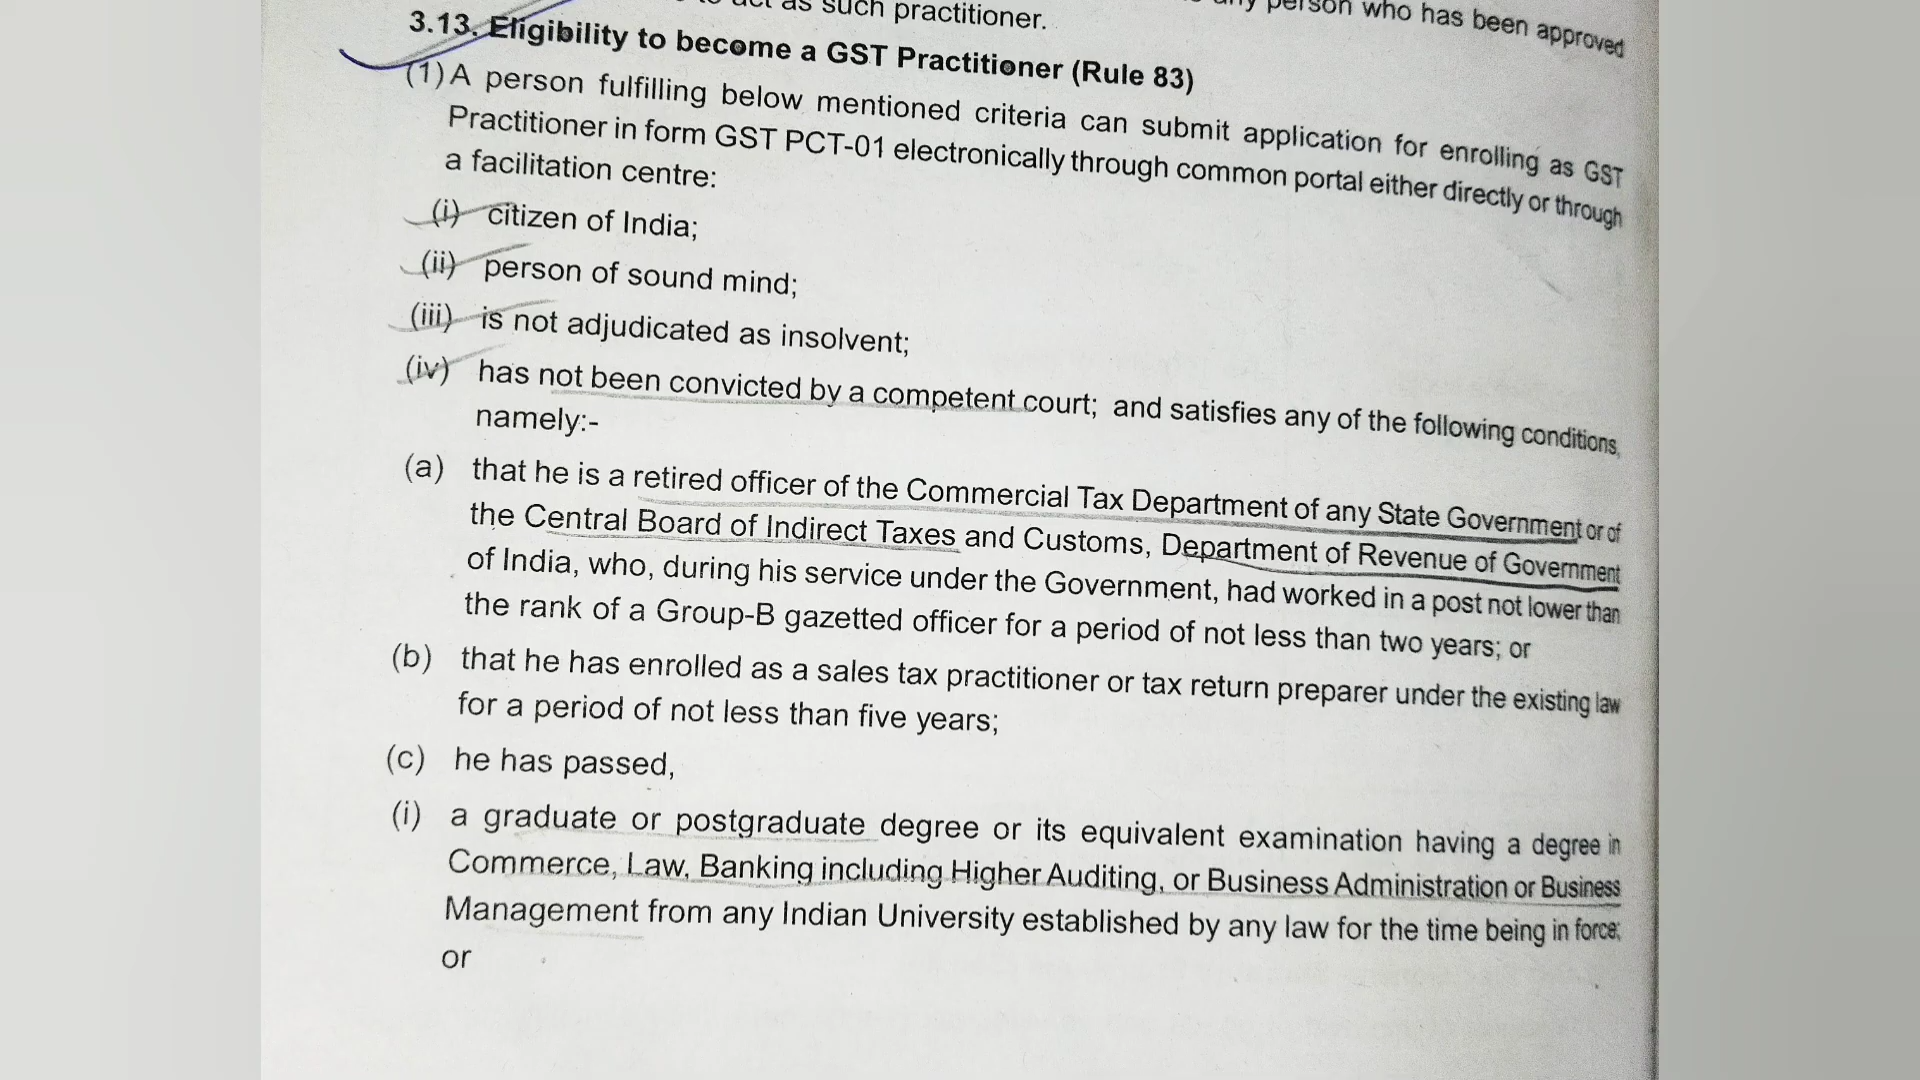 act as such practitioner.
any person who has been approved
3.13. Eligibility to become a GST Practitioner (Rule 83)
(1) A person fulfilling below mentioned criteria can submit application for enrolling as GST
Practitioner in form GST PCT-01 electronically through common portal either directly or through
a facilitation centre:
(i) citizen of India;
(ii) person of sound mind;
(iii) is not adjudicated as insolvent;
(iv) has not been convicted by a competent court; and satisfies any of the following conditions,
namely:-
(a) that he is a retired officer of the Commercial Tax Department of any State Government or of
the Central Board of Indirect Taxes and Customs, Department of Revenue of Government
of India, who, during his service under the Government, had worked in a post not lower than
the rank of a Group-B gazetted officer for a period of not less than two years; or
(b) that he has enrolled as a sales tax practitioner or tax return preparer under the existing law
for a period of not less than five years;
(c) he has passed,
(i) a graduate or postgraduate degree or its equivalent examination having a degree in
Commerce, Law, Banking including Higher Auditing, or Business Administration or Business
Management from any Indian University established by any law for the time being in force;
or